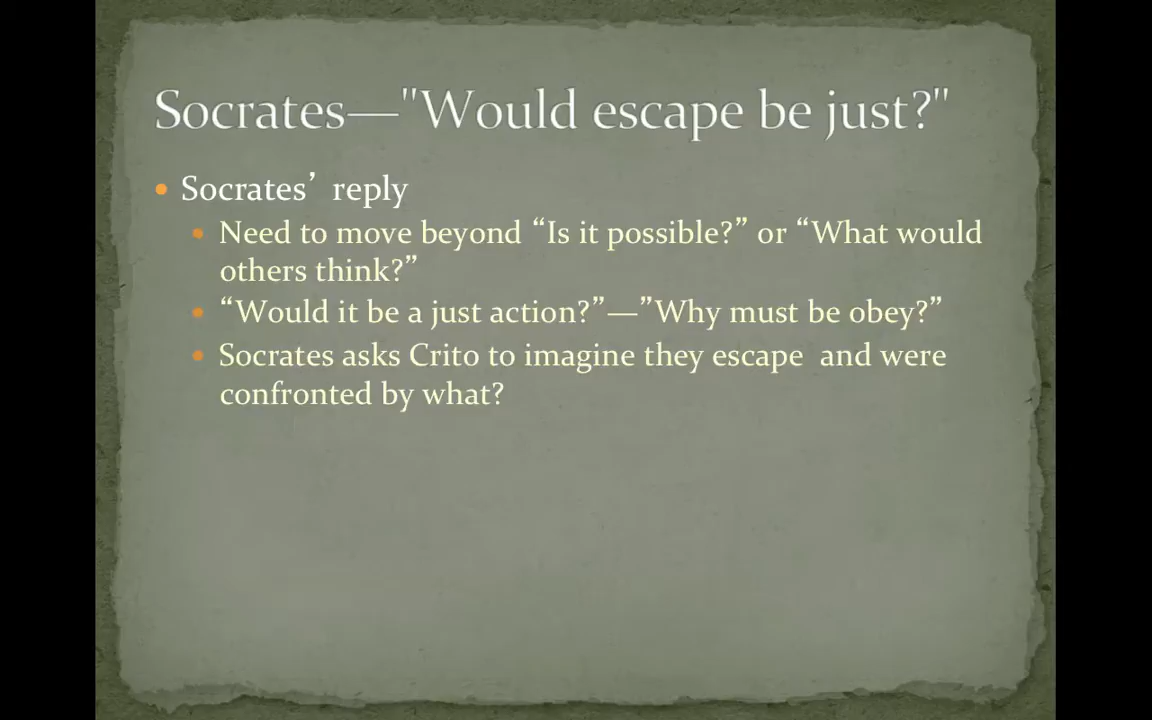 Socrates—"Would escape be just?"
• Socrates’ reply
• Need to move beyond “Is it possible?” or “What would
others think?”
• “Would it be a just action?”—”Why must be obey?”
• Socrates asks Crito to imagine they escape  and were
confronted by what?